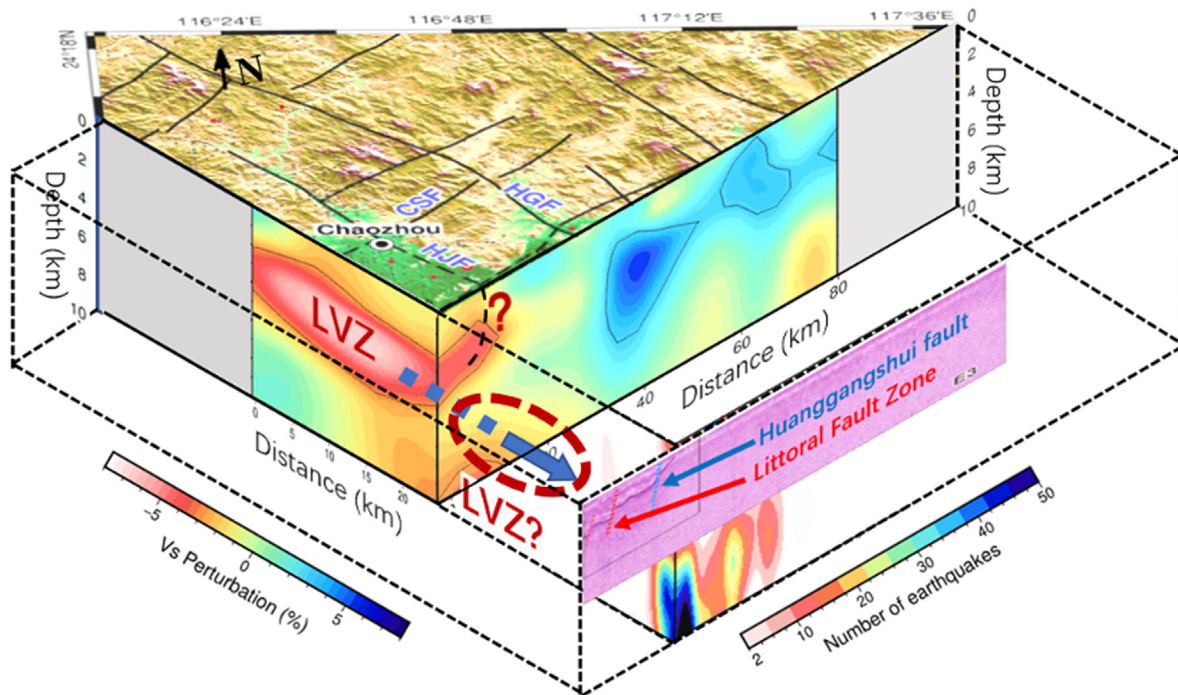 116°24'E
116°48'E
117°12'E
117°36'E
24°18'N
N
0
2
4
6
8
10
Depth (km)
0
2
4
6
8
10
Depth (km)
CSF
HGF
Chaozhou
HJF
?
LVZ
LVZ?
0
5
10
15
20
Distance (km)
40
60
80
Distance (km)
Huanggangshui fault
Littoral Fault Zone
E3
-5
0
5
Vs Perturbation (%)
2
10
20
30
40
50
Number of earthquakes